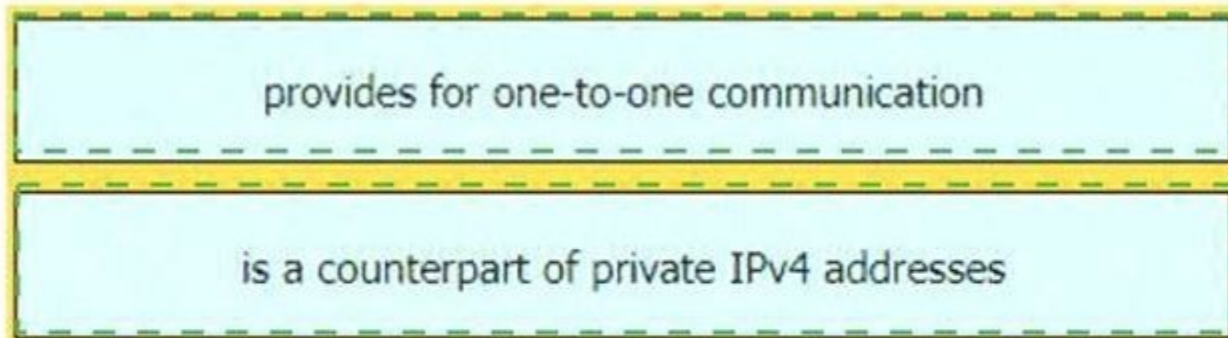 provides for one-to-one communication
is a counterpart of private IPv4 addresses